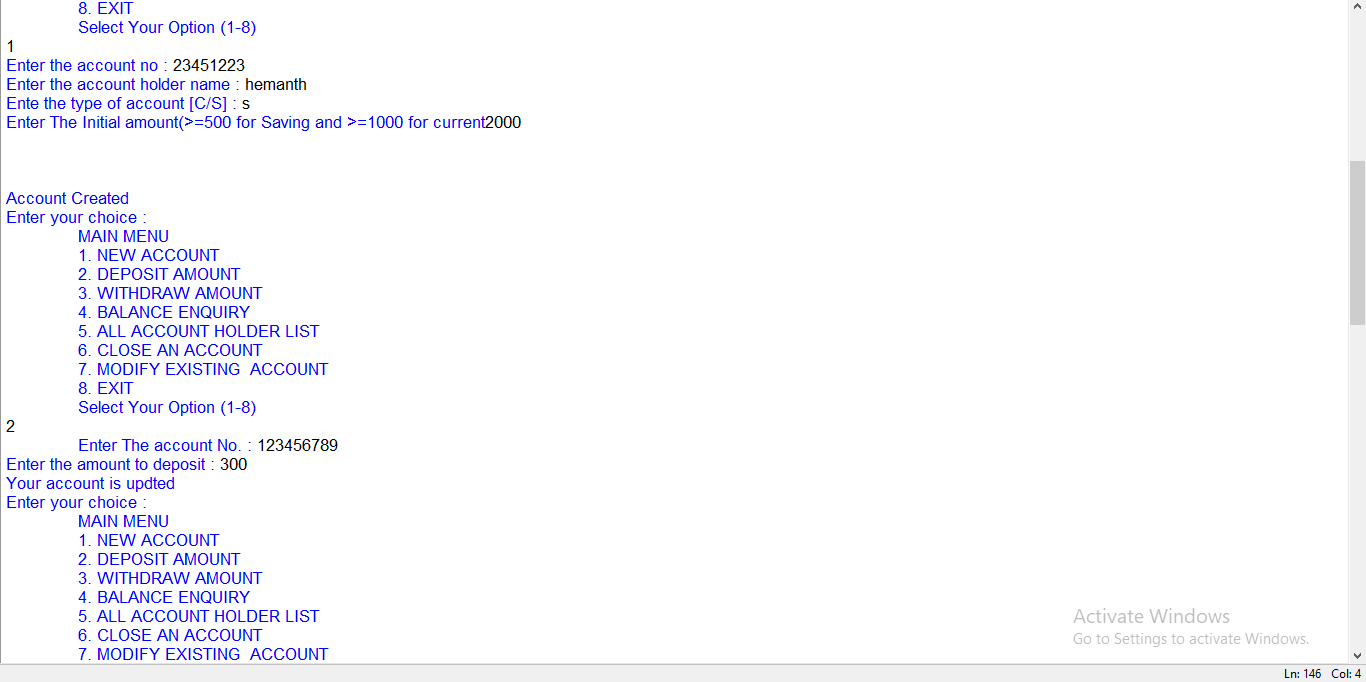 8. EXIT
Select Your Option (1-8)
1
Enter the account no : 23451223
Enter the account holder name : hemanth
Ente the type of account [C/S] : s
Enter The Initial amount(>=500 for Saving and >=1000 for current2000
Account Created
Enter your choice :
MAIN MENU
1. NEW ACCOUNT
2. DEPOSIT AMOUNT
3. WITHDRAW AMOUNT
4. BALANCE ENQUIRY
5. ALL ACCOUNT HOLDER LIST
6. CLOSE AN ACCOUNT
7. MODIFY EXISTING  ACCOUNT
8. EXIT
Select Your Option (1-8)
2
Enter The account No. : 123456789
Enter the amount to deposit : 300
Your account is updted
Enter your choice :
MAIN MENU
1. NEW ACCOUNT
2. DEPOSIT AMOUNT
3. WITHDRAW AMOUNT
4. BALANCE ENQUIRY
5. ALL ACCOUNT HOLDER LIST
6. CLOSE AN ACCOUNT
7. MODIFY EXISTING  ACCOUNT
Activate Windows
Go to Settings to activate Windows.
Ln: 146 Col: 4